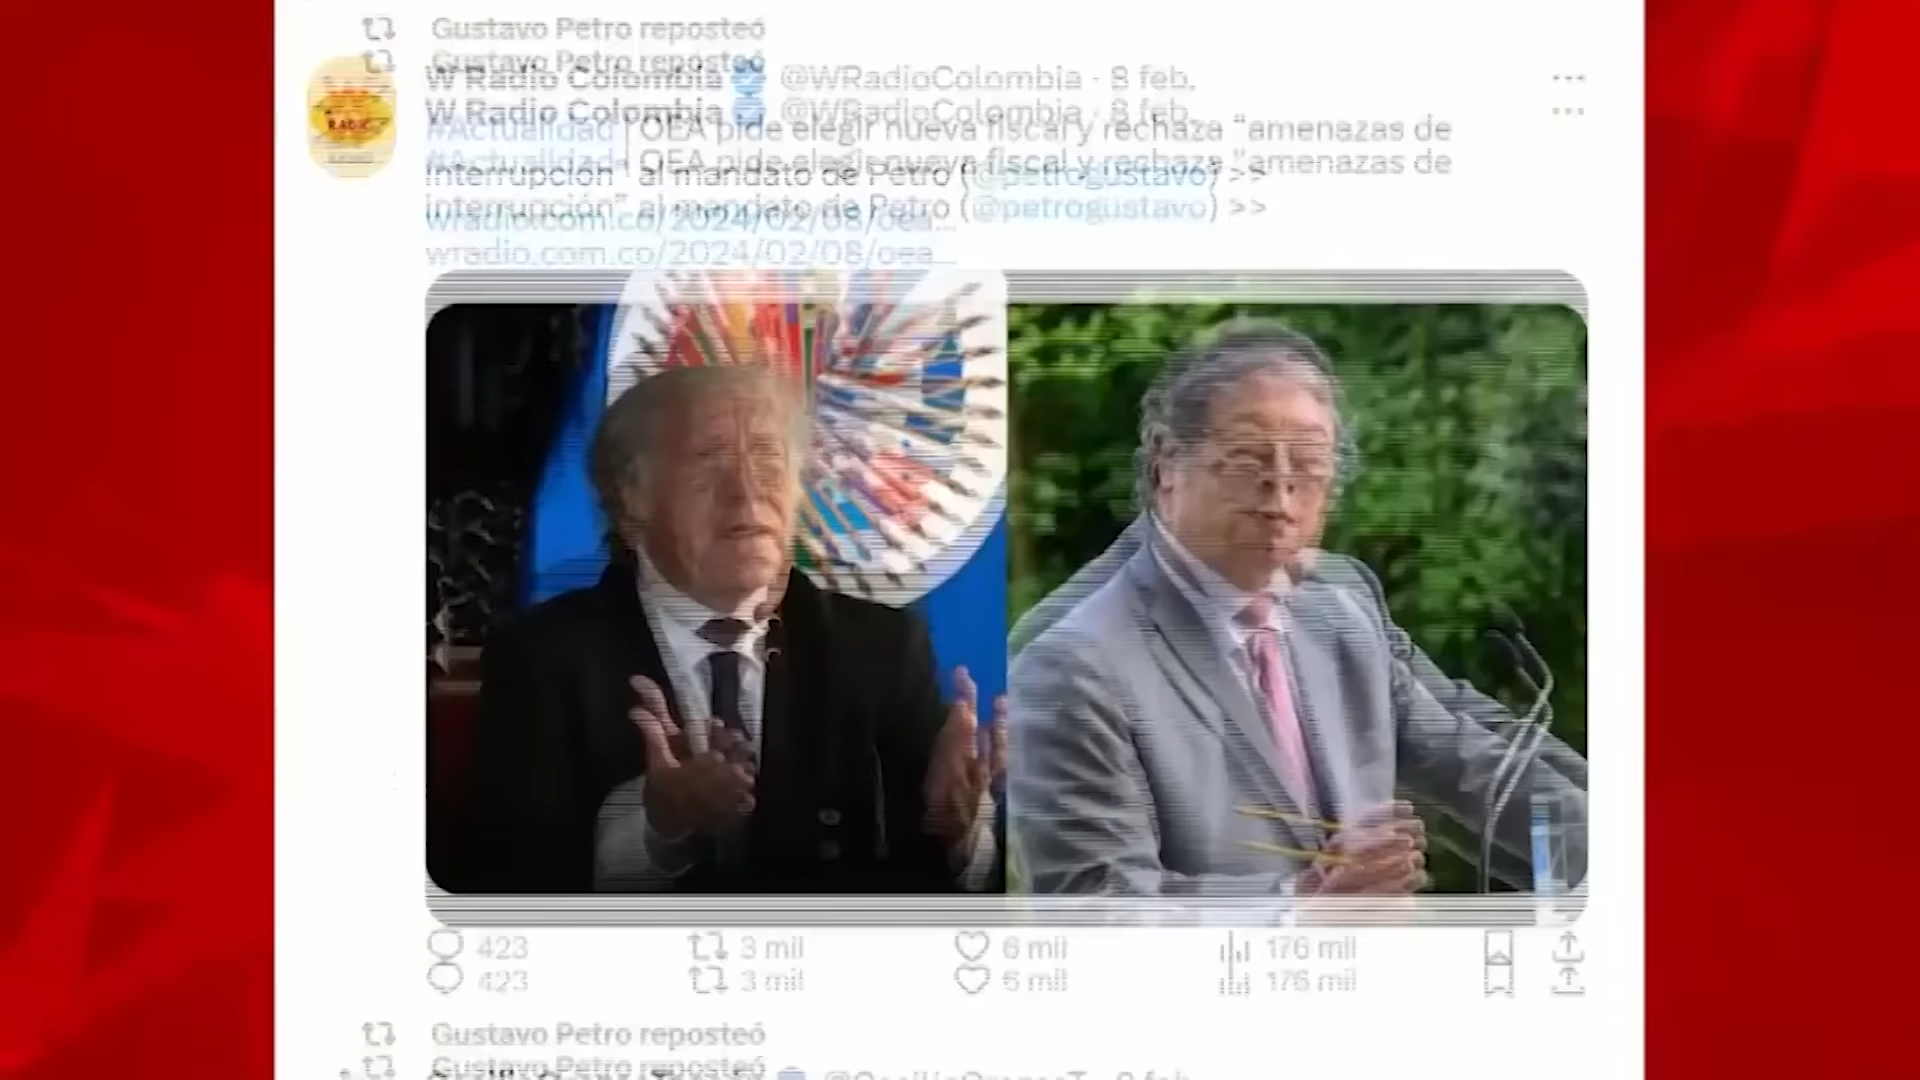 Gustavo Petro reposteó
W Radio Colombia @WRadioColombia · 8 feb.
#Actualidad | OEA pide elegir nueva fiscal y rechaza “amenazas de
interrupción” al mandato de Petro (@petrogustavo) >>
wradio.com.co/2024/02/08/oea...
RADIO
423 3 mil 6 mil 176 mil
Gustavo Petro reposteó